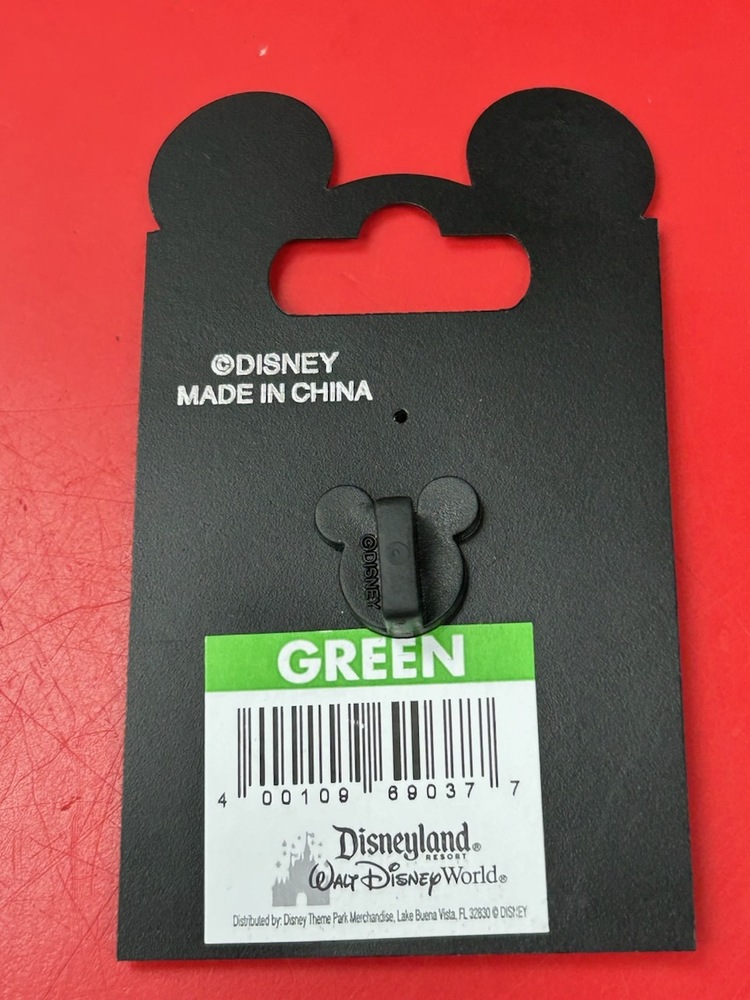 ©DISNEY
MADE IN CHINA
©DISNEY
GREEN
4 00109 69037 7
Disneyland®
RESORT
WALT DISNEY World®
Distributed by: Disney Theme Park Merchandise, Lake Buena Vista, FL 32830 © DISNEY